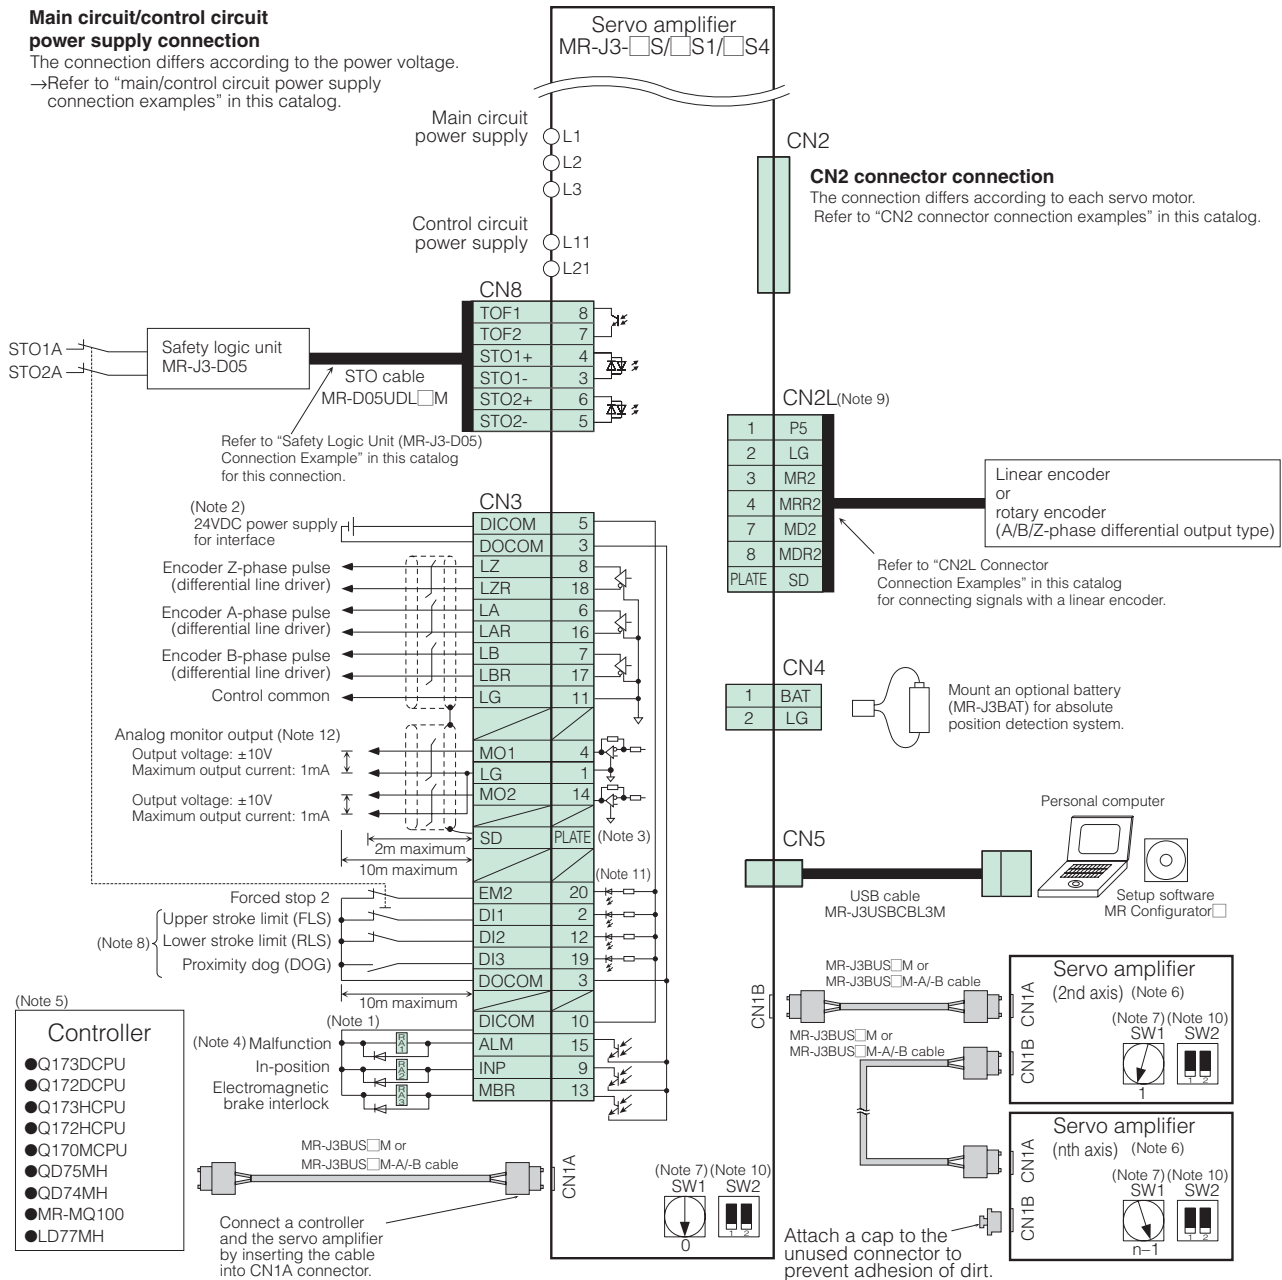 Main circuit/control circuit
power supply connection
The connection differs according to the power voltage.
→Refer to “main/control circuit power supply
connection examples” in this catalog.
Servo amplifier
MR-J3-□S/□S1/□S4
Main circuit
power supply
L1
L2
L3
Control circuit
power supply
L11
L21
CN2
CN2 connector connection
The connection differs according to each servo motor.
Refer to “CN2 connector connection examples” in this catalog.
CN8
TOF1 8
TOF2 7
STO1+ 4
STO1- 3
STO2+ 6
STO2- 5
STO1A
STO2A
Safety logic unit
MR-J3-D05
STO cable
MR-D05UDL□M
Refer to “Safety Logic Unit (MR-J3-D05)
Connection Example” in this catalog
for this connection.
CN2L(Note 9)
1 P5
2 LG
3 MR2
4 MRR2
7 MD2
8 MDR2
PLATE SD
Linear encoder
or
rotary encoder
(A/B/Z-phase differential output type)
Refer to “CN2L Connector
Connection Examples” in this catalog
for connecting signals with a linear encoder.
CN3
(Note 2)
24VDC power supply
for interface
DICOM 5
DOCOM 3
Encoder Z-phase pulse
(differential line driver)
LZ 8
LZR 18
Encoder A-phase pulse
(differential line driver)
LA 6
LAR 16
Encoder B-phase pulse
(differential line driver)
LB 7
LBR 17
Control common
LG 11
Analog monitor output (Note 12)
Output voltage: ±10V
Maximum output current: 1mA
MO1 4
LG 1
Output voltage: ±10V
Maximum output current: 1mA
MO2 14
SD PLATE (Note 3)
2m maximum
10m maximum
(Note 11)
Forced stop 2
EM2 20
(Note 8)
Upper stroke limit (FLS)
DI1 2
Lower stroke limit (RLS)
DI2 12
Proximity dog (DOG)
DI3 19
DOCOM 3
10m maximum
(Note 1)
DICOM 10
(Note 4) Malfunction
RA1
ALM 15
In-position
RA2
INP 9
Electromagnetic
brake interlock
RA3
MBR 13
CN4
1 BAT
2 LG
Mount an optional battery
(MR-J3BAT) for absolute
position detection system.
CN5
USB cable
MR-J3USBCBL3M
Personal computer
Setup software
MR Configurator□
(Note 5)
Controller
●Q173DCPU
●Q172DCPU
●Q173HCPU
●Q172HCPU
●Q170MCPU
●QD75MH
●QD74MH
●MR-MQ100
●LD77MH
MR-J3BUS□M or
MR-J3BUS□M-A/-B cable
CN1A
Connect a controller
and the servo amplifier
by inserting the cable
into CN1A connector.
(Note 7) (Note 10)
SW1 SW2
0
1 2
CN1B
MR-J3BUS□M or
MR-J3BUS□M-A/-B cable
MR-J3BUS□M or
MR-J3BUS□M-A/-B cable
Servo amplifier
(2nd axis) (Note 6)
CN1A
CN1B
(Note 7) (Note 10)
SW1 SW2
1
1 2
Servo amplifier
(nth axis) (Note 6)
CN1A
CN1B
(Note 7) (Note 10)
SW1 SW2
n−1
1 2
Attach a cap to the
unused connector to
prevent adhesion of dirt.